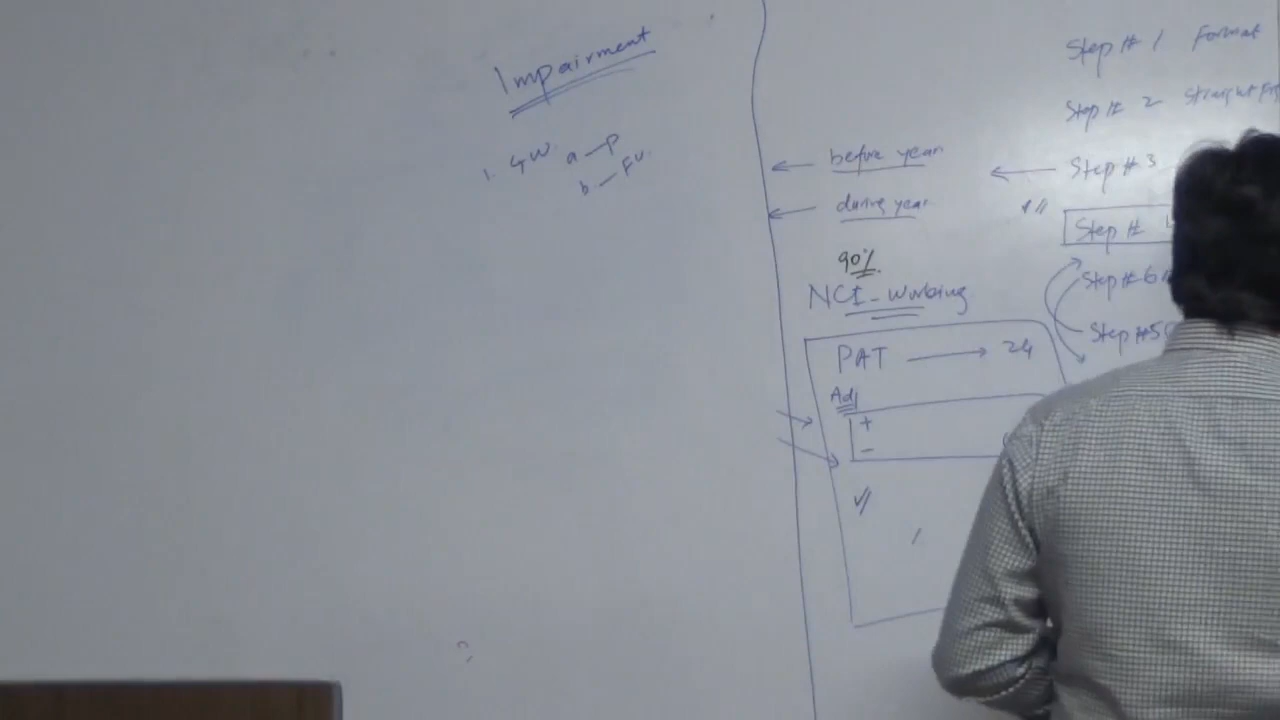 Impairment
1. GW. a - P
b. - FV.
before year
during year
90%
NCI - Working
PAT → 24
Adj
+
-
Step # 1 Format
Step # 2
Step # 3
Step #
Step # 6
Step #5